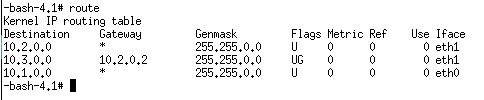 -bash-4.1# route
Kernel IP routing table
Destination Gateway Genmask Flags Metric Ref Use Iface
10.2.0.0 * 255.255.0.0 U 0 0 0 eth1
10.3.0.0 10.2.0.2 255.255.0.0 UG 0 0 0 eth1
10.1.0.0 * 255.255.0.0 U 0 0 0 eth0
-bash-4.1#